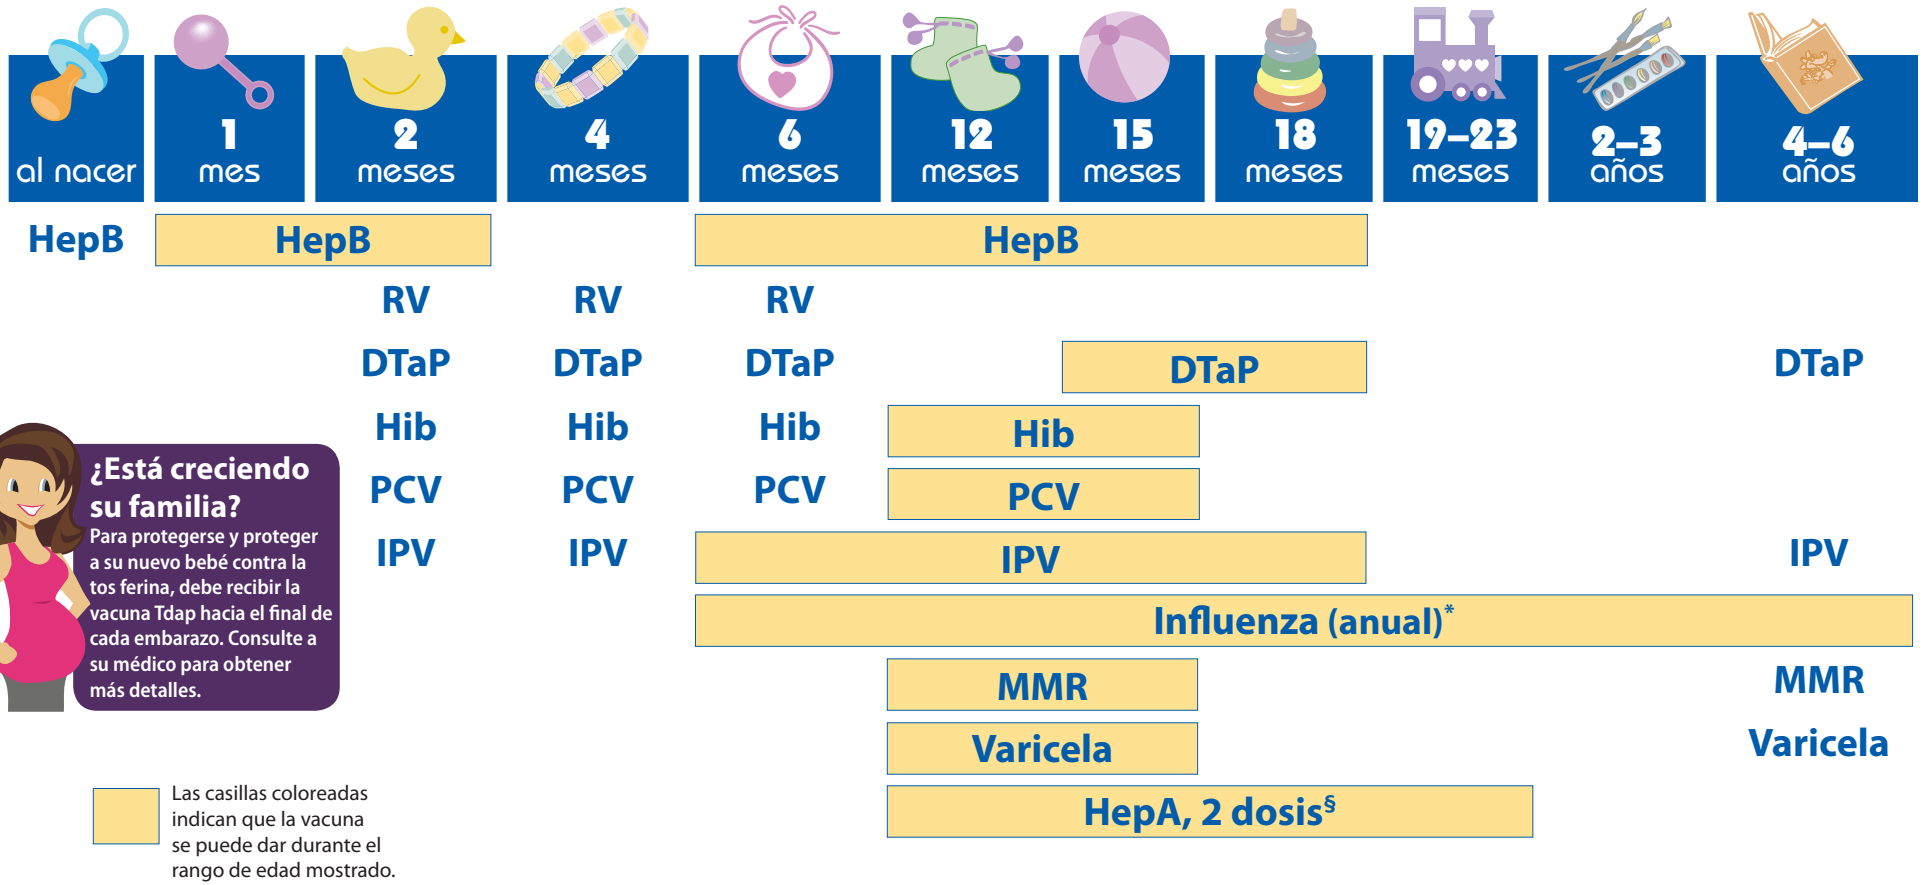 al nacer
1
mes
2
meses
4
meses
6
meses
12
meses
15
meses
18
meses
19–23
meses
2–3
años
4–6
años
HepB
HepB
HepB
RV
RV
RV
DTaP
DTaP
DTaP
DTaP
DTaP
Hib
Hib
Hib
Hib
PCV
PCV
PCV
PCV
IPV
IPV
IPV
IPV
Influenza (anual)*
MMR
MMR
Varicela
Varicela
HepA, 2 dosis§
¿Está creciendo
su familia?
Para protegerse y proteger
a su nuevo bebé contra la
tos ferina, debe recibir la
vacuna Tdap hacia el final de
cada embarazo. Consulte a
su médico para obtener
más detalles.
Las casillas coloreadas
indican que la vacuna
se puede dar durante el
rango de edad mostrado.